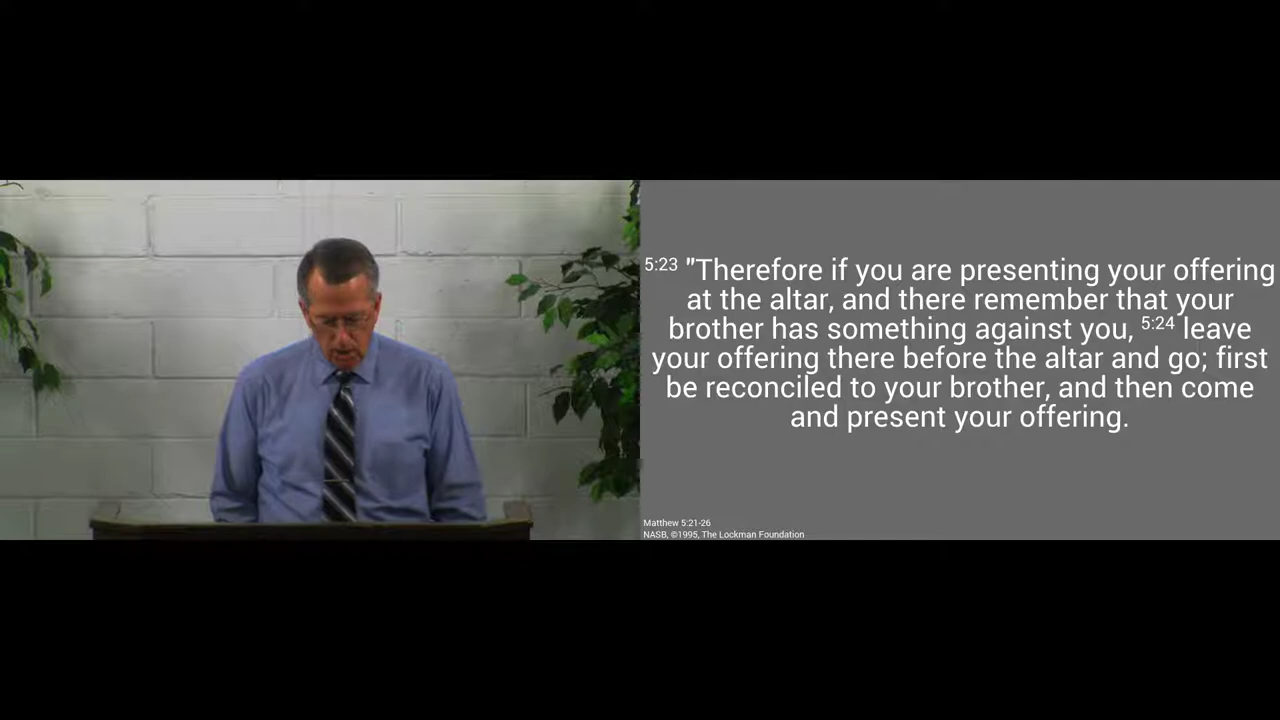 5:23 "Therefore if you are presenting your offering
at the altar, and there remember that your
brother has something against you, 5:24 leave
your offering there before the altar and go; first
be reconciled to your brother, and then come
and present your offering.
Matthew 5:21-26
NASB, ©1995, The Lockman Foundation